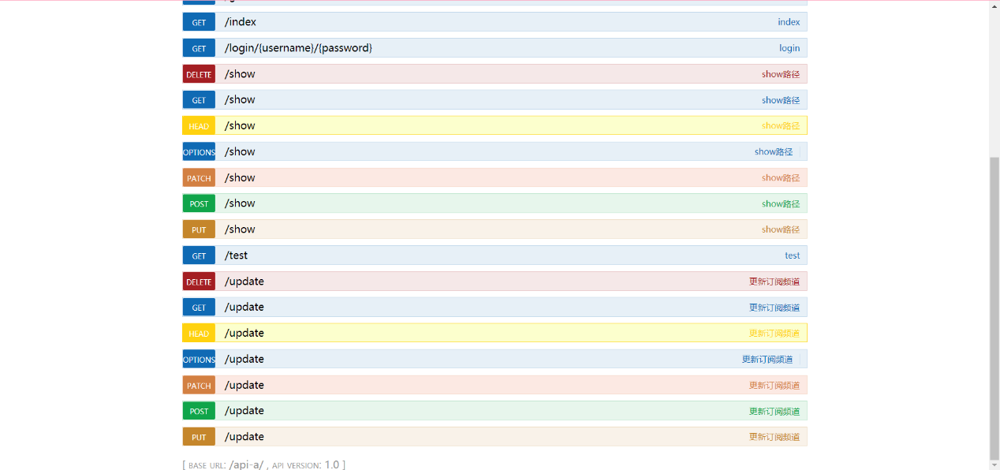 GET /index index
GET /login/{username}/{password} login
DELETE /show show路径
GET /show show路径
HEAD /show show路径
OPTIONS /show show路径
PATCH /show show路径
POST /show show路径
PUT /show show路径
GET /test test
DELETE /update 更新订阅频道
GET /update 更新订阅频道
HEAD /update 更新订阅频道
OPTIONS /update 更新订阅频道
PATCH /update 更新订阅频道
POST /update 更新订阅频道
PUT /update 更新订阅频道
[ BASE URL: /api-a/ , API VERSION: 1.0 ]